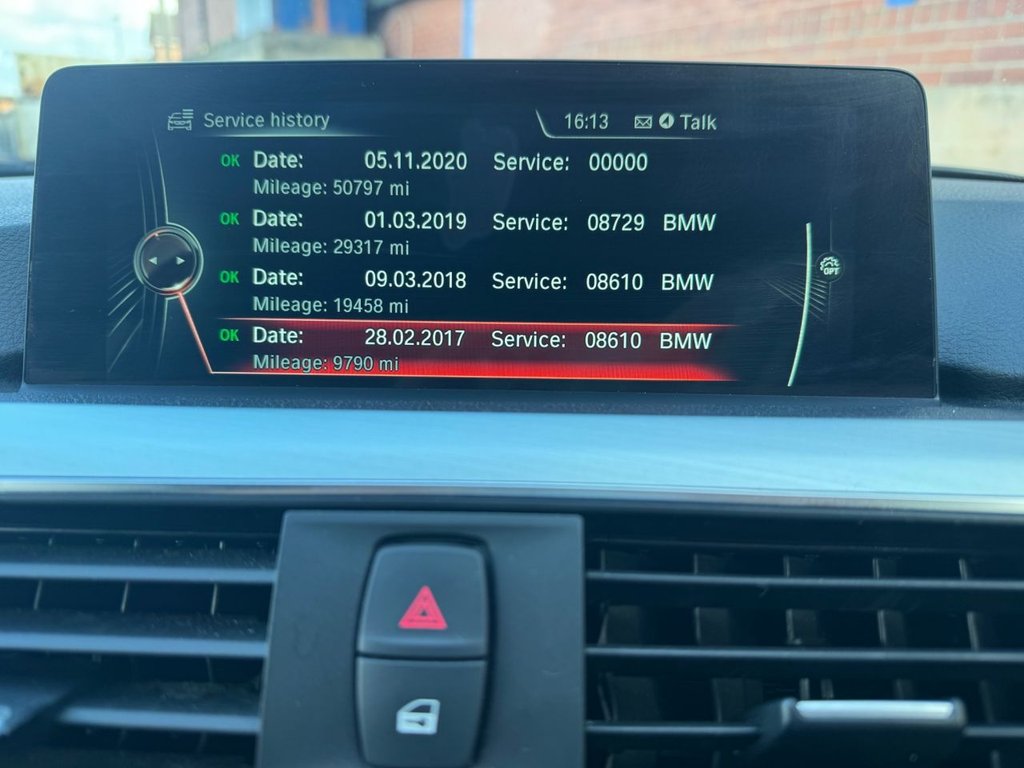 Service history 16:13 Talk
OK Date: 05.11.2020 Service: 00000
Mileage: 50797 mi
OK Date: 01.03.2019 Service: 08729 BMW
Mileage: 29317 mi
OPT
OK Date: 09.03.2018 Service: 08610 BMW
Mileage: 19458 mi
OK Date: 28.02.2017 Service: 08610 BMW
Mileage: 9790 mi